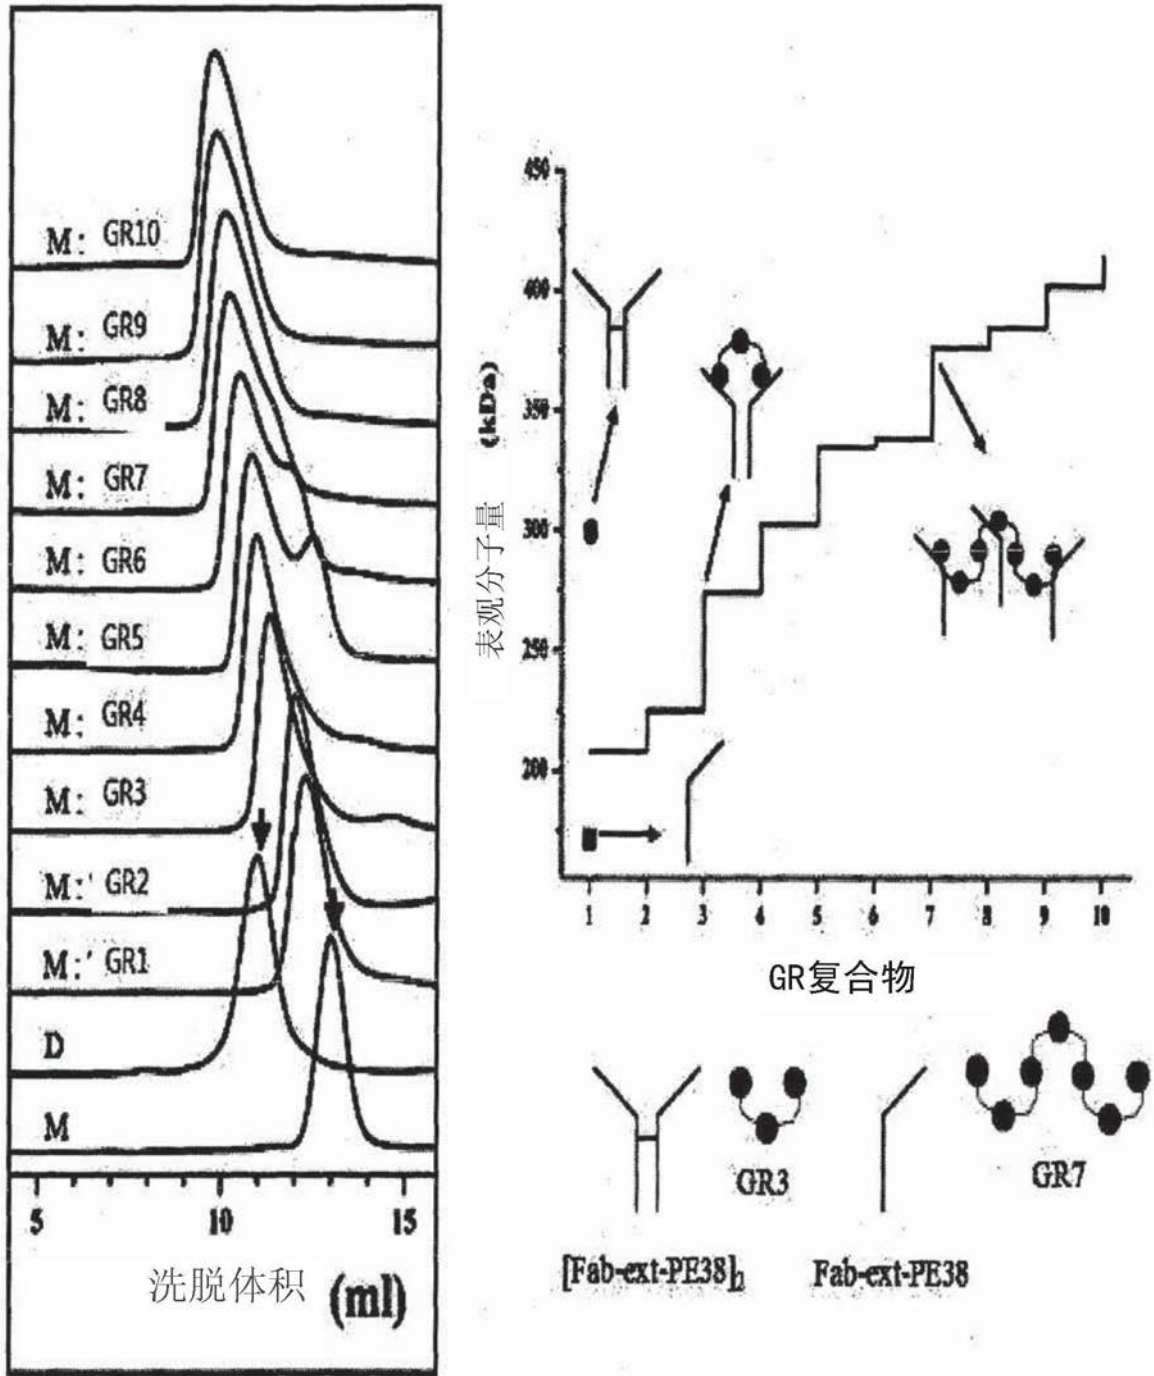 M: GR10
M: GR9
M: GR8
M: GR7
M: GR6
M: GR5
M: GR4
M: GR3
M:' GR2
M:' GR1
D
M
5 10 15
洗脱体积 (ml)
表观分子量 (kDa)
450
400
350
300
250
200
1 2 3 4 5 6 7 8 9 10
GR复合物
GR3
GR7
[Fab-ext-PE38]2
Fab-ext-PE38